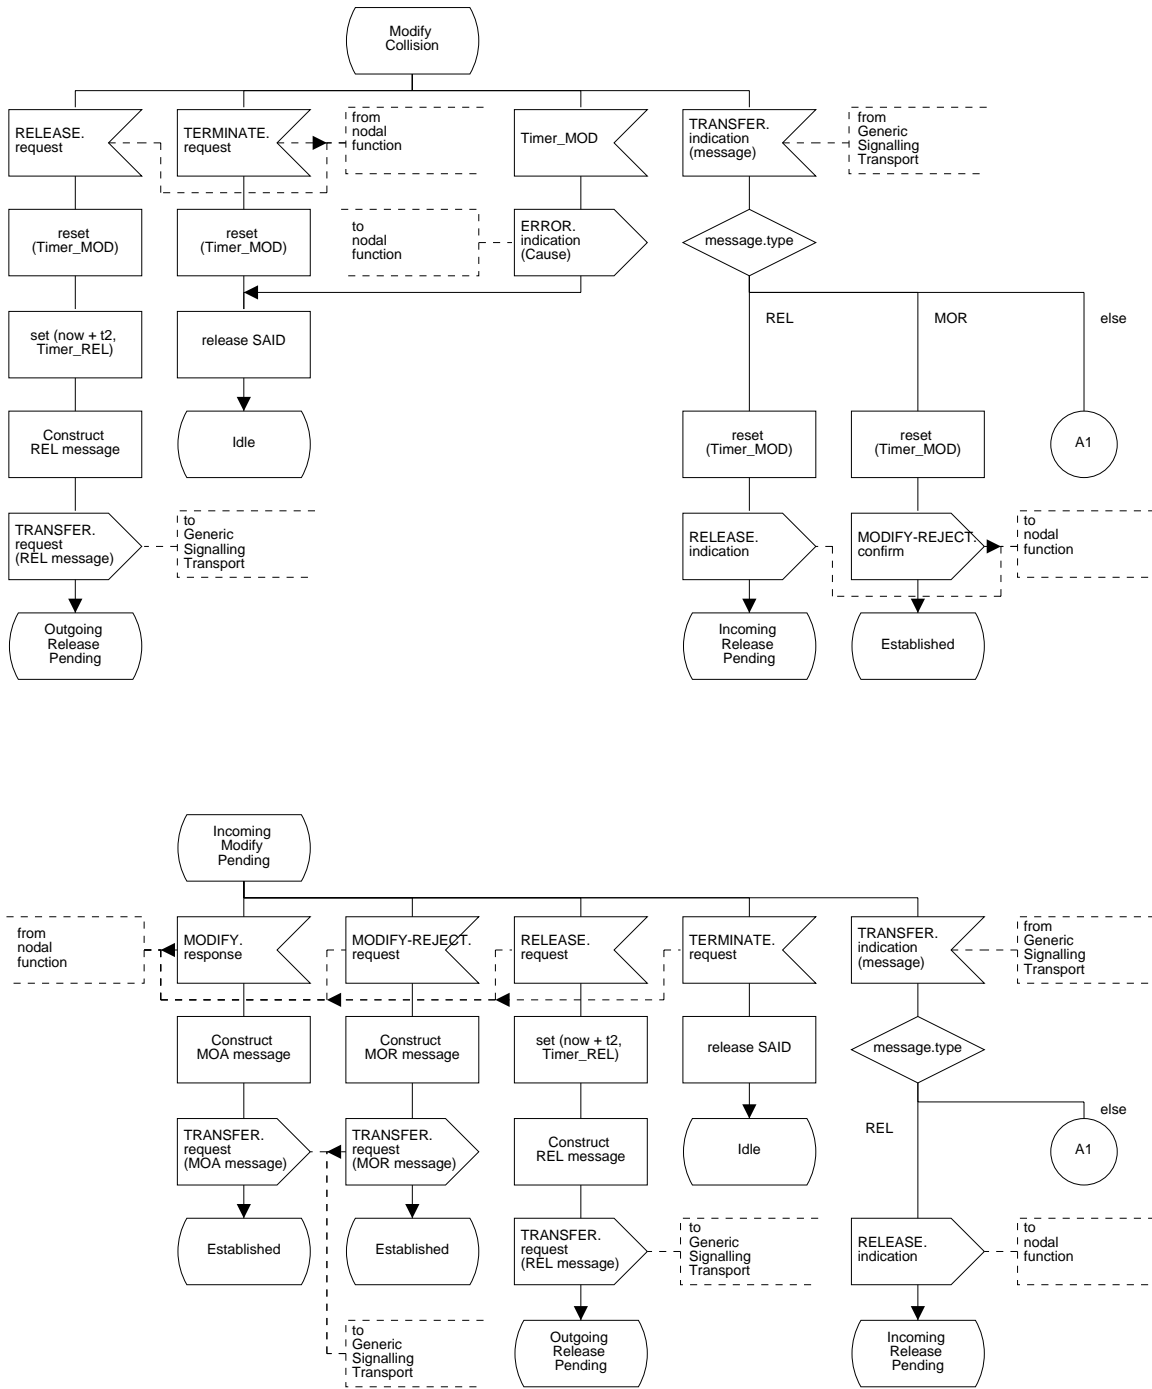 Modify
Collision
RELEASE.
request
TERMINATE.
request
from
nodal
function
Timer_MOD
TRANSFER.
indication
(message)
from
Generic
Signalling
Transport
reset
(Timer_MOD)
reset
(Timer_MOD)
to
nodal
function
ERROR.
indication
(Cause)
message.type
REL
MOR
else
set (now + t2,
Timer_REL)
release SAID
Construct
REL message
Idle
reset
(Timer_MOD)
reset
(Timer_MOD)
A1
TRANSFER.
request
(REL message)
to
Generic
Signalling
Transport
RELEASE.
indication
MODIFY-REJECT.
confirm
to
nodal
function
Outgoing
Release
Pending
Incoming
Release
Pending
Established
Incoming
Modify
Pending
from
nodal
function
MODIFY.
response
MODIFY-REJECT.
request
RELEASE.
request
TERMINATE.
request
TRANSFER.
indication
(message)
from
Generic
Signalling
Transport
Construct
MOA message
Construct
MOR message
set (now + t2,
Timer_REL)
release SAID
message.type
REL
else
TRANSFER.
request
(MOA message)
TRANSFER.
request
(MOR message)
Construct
REL message
Idle
A1
Established
Established
TRANSFER.
request
(REL message)
to
Generic
Signalling
Transport
RELEASE.
indication
to
nodal
function
to
Generic
Signalling
Transport
Outgoing
Release
Pending
Incoming
Release
Pending